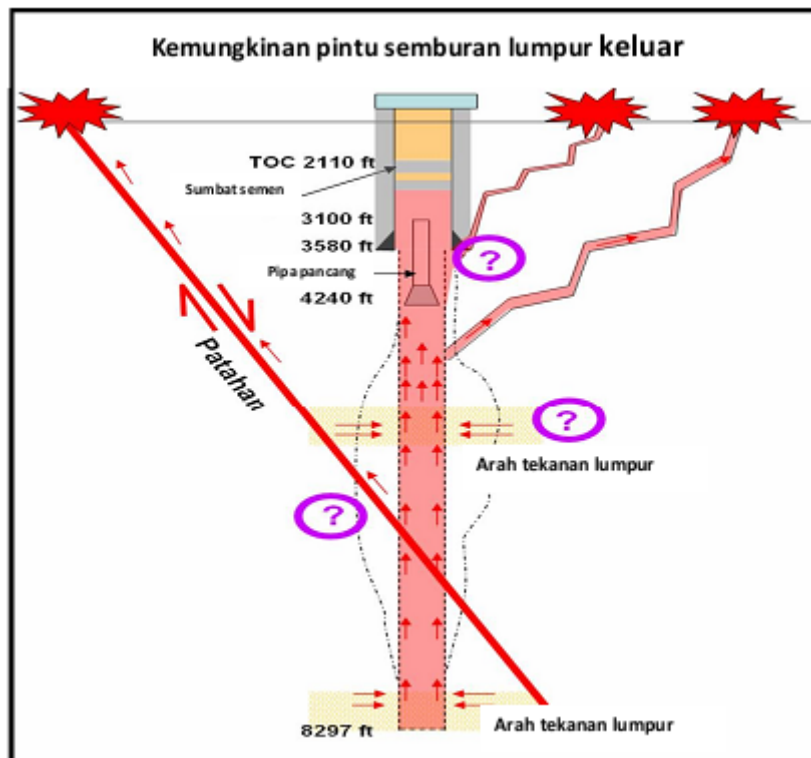 Kemungkinan pintu semburan lumpur keluar
TOC 2110 ft
Sumbat semen
3100 ft
3580 ft
?
Pipa pancang
4240 ft
Patahan
?
Arah tekanan lumpur
?
Arah tekanan lumpur
8297 ft